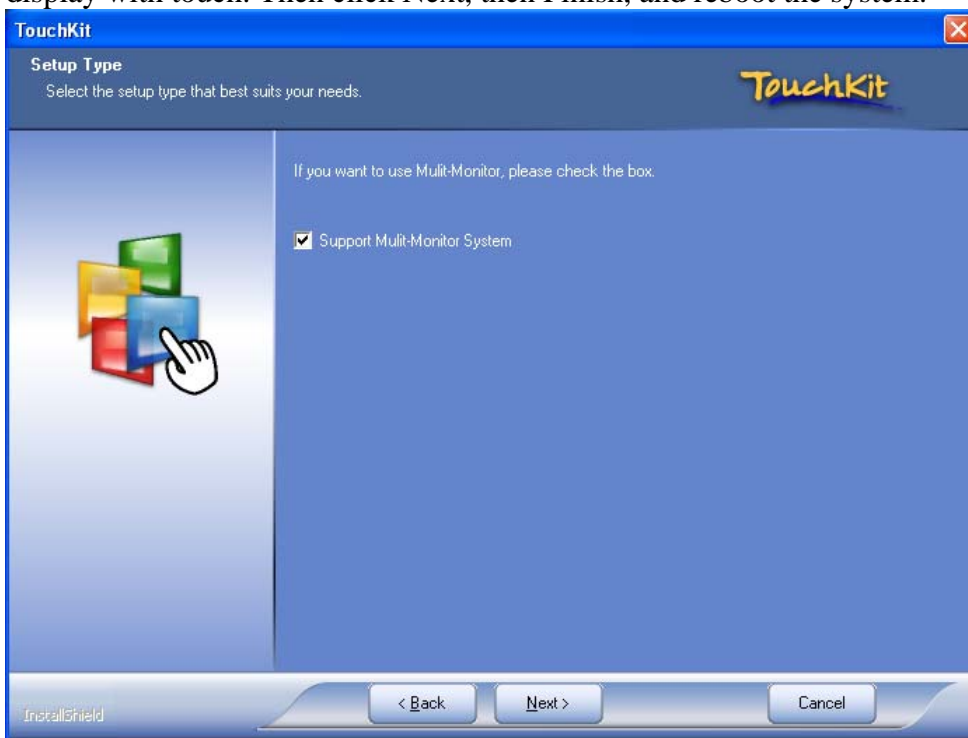 display with touch. Then click Next, then Finish, and reboot the system.
TouchKit
Setup Type
Select the setup type that best suits your needs.
TouchKit
If you want to use Mulit-Monitor, please check the box.
Support Mulit-Monitor System
InstallShield
< Back
Next >
Cancel